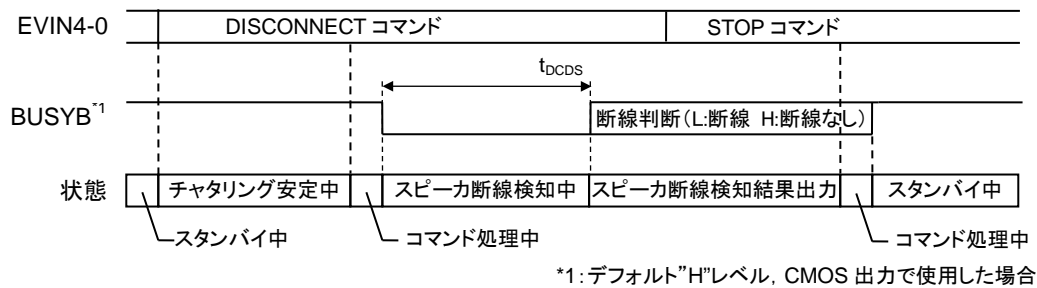 EVIN4-0 DISCONNECT コマンド STOP コマンド
tDCDS
BUSYB*1 断線判断(L:断線 H:断線なし)
状態 チャタリング安定中 スピーカ断線検知中 スピーカ断線検知結果出力 スタンバイ中
スタンバイ中 コマンド処理中 コマンド処理中
*1:デフォルト”H”レベル, CMOS 出力で使用した場合